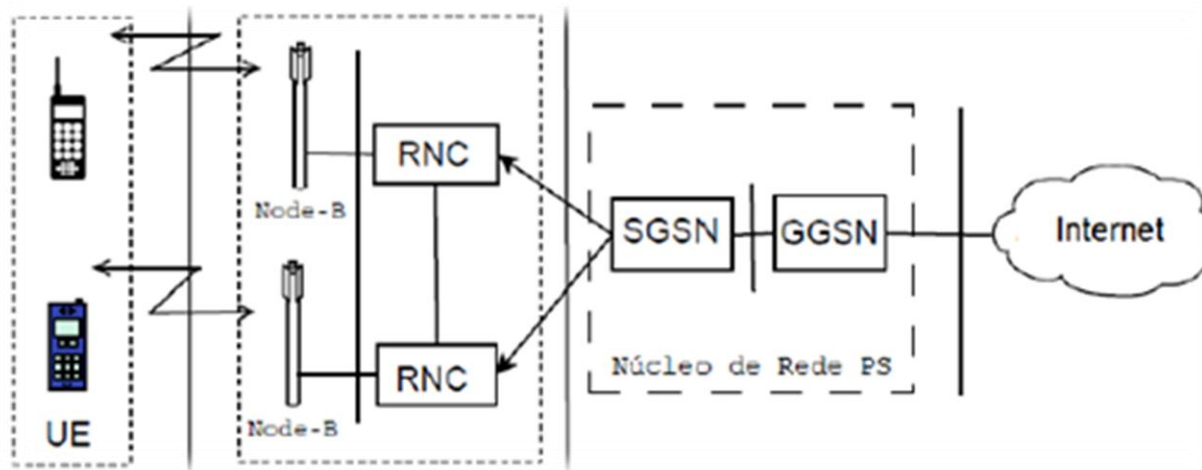 RNC
Node-B
SGSN
GGSN
Internet
Núcleo de Rede PS
RNC
Node-B
UE